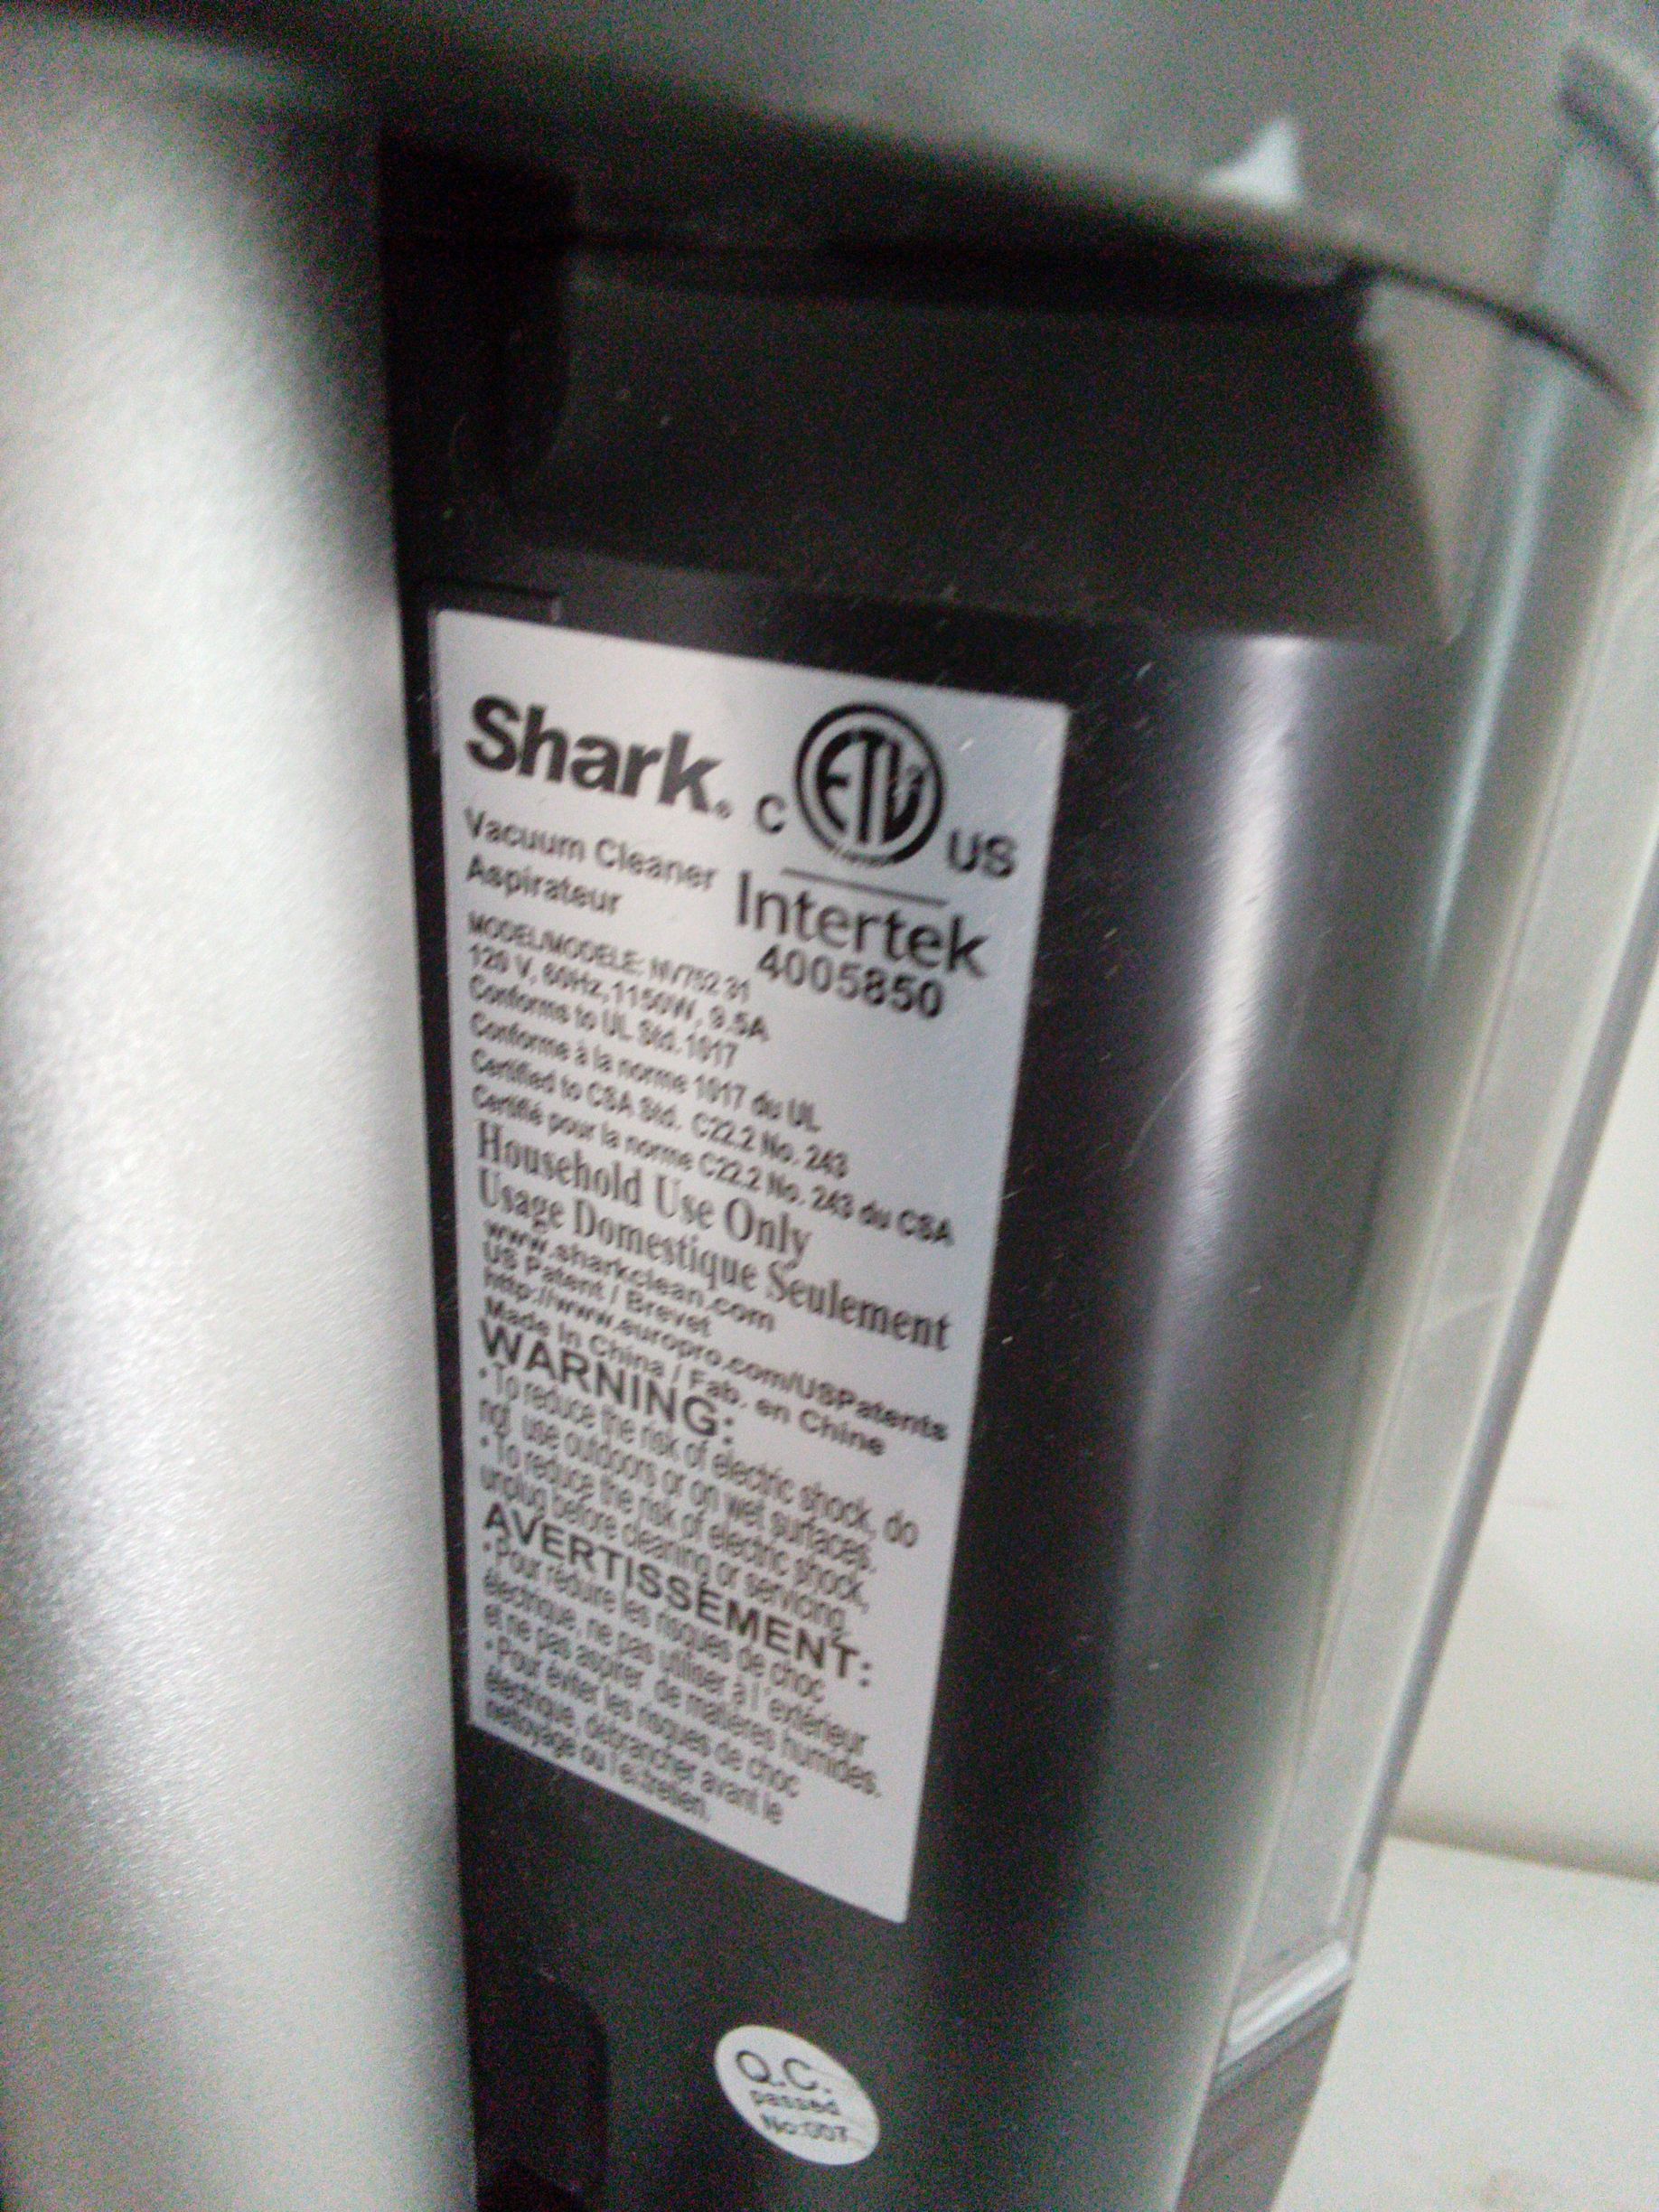 Shark® C ETL US
Vacuum Cleaner
Aspirateur
Intertek
4005850
MODEL/MODELE: NV752 31
120 V, 60Hz, 1150W, 9.5A
Conforms to UL Std. 1017
Conforme à la norme 1017 du UL
Certified to CSA Std. C22.2 No. 243
Certifié pour la norme C22.2 No. 243 du CSA
Household Use Only
Usage Domestique Seulement
www.sharkclean.com
US Patent / Brevet
http://www.europro.com/USPatents
Made in China / Fab. en Chine
WARNING:
• To reduce the risk of electric shock, do
not use outdoors or on wet surfaces.
• To reduce the risk of electric shock,
unplug before cleaning or servicing.
AVERTISSEMENT:
• Pour réduire les risques de choc
électrique, ne pas utiliser à l'extérieur
et ne pas aspirer de matières humides.
• Pour éviter les risques de choc
électrique, débrancher avant le
nettoyage ou l'entretien.
Q.C.
passed
No:007